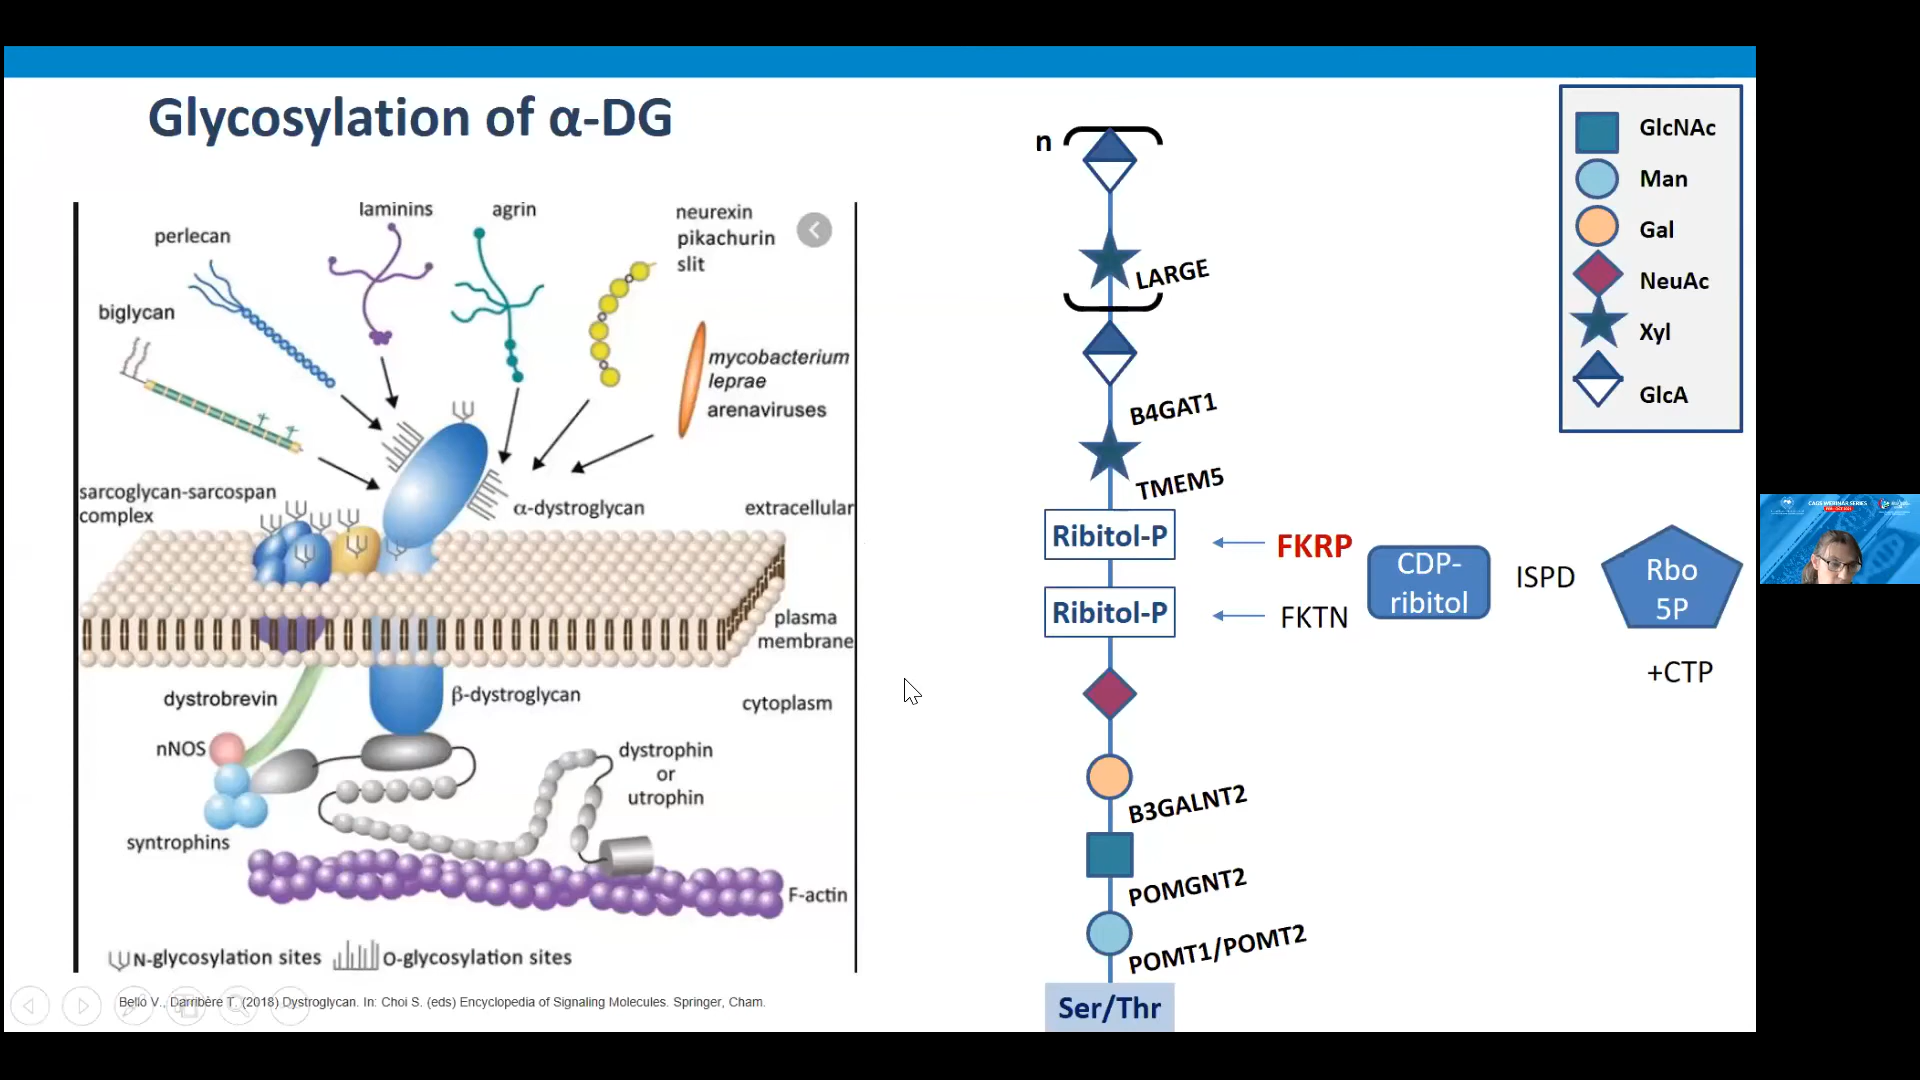 Glycosylation of α-DG
laminins
agrin
neurexin
pikachurin
slit
perlecan
biglycan
mycobacterium
leprae
arenaviruses
sarcoglycan-sarcospan
complex
α-dystroglycan
extracellular
plasma
membrane
dystrobrevin
β-dystroglycan
cytoplasm
nNOS
dystrophin
or
utrophin
syntrophins
F-actin
N-glycosylation sites
O-glycosylation sites
Bello V., Darribère T. (2018) Dystroglycan. In: Choi S. (eds) Encyclopedia of Signaling Molecules. Springer, Cham.
n
LARGE
B4GAT1
TMEM5
Ribitol-P
FKRP
Ribitol-P
FKTN
CDP-
ribitol
ISPD
Rbo
5P
+CTP
B3GALNT2
POMGNT2
POMT1/POMT2
Ser/Thr
GlcNAc
Man
Gal
NeuAc
Xyl
GlcA